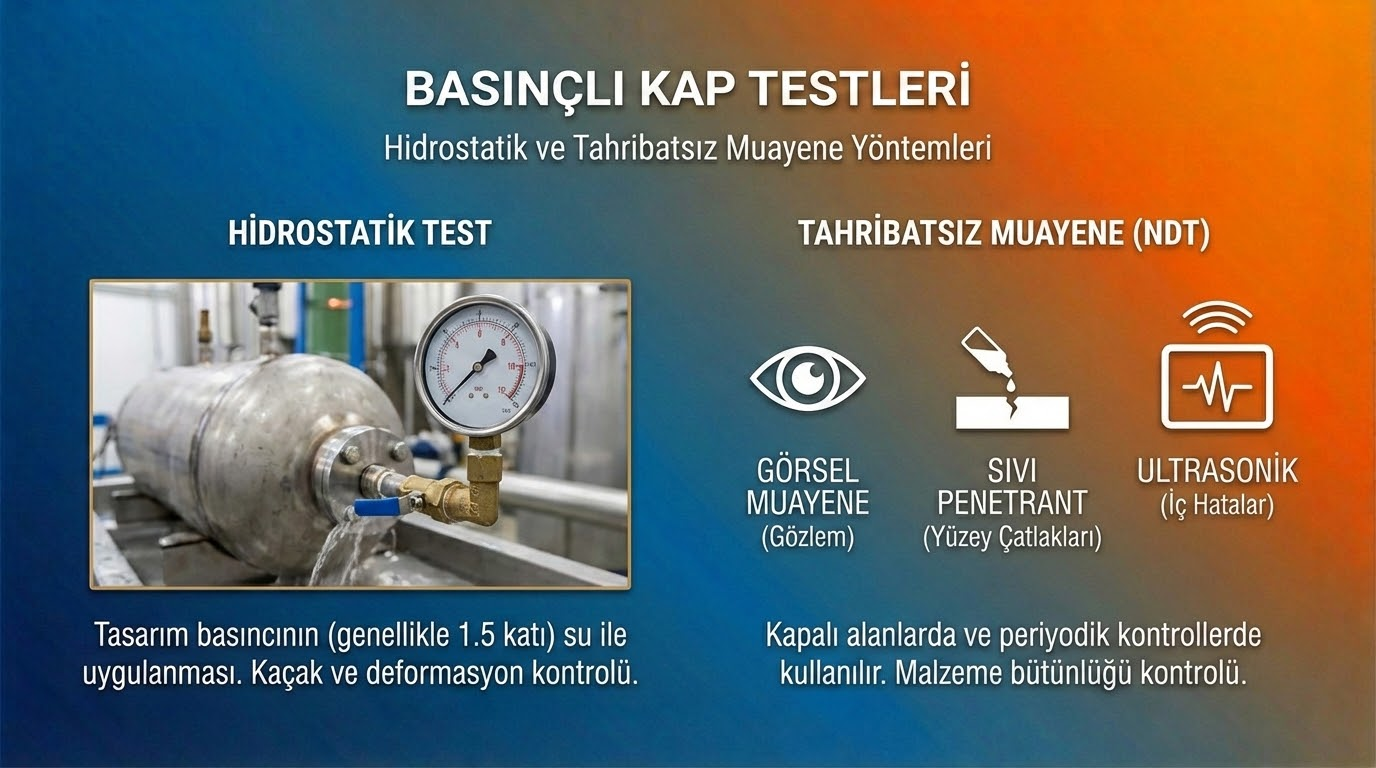 BASINÇLI KAP TESTLERİ
Hidrostatik ve Tahribatsız Muayene Yöntemleri
HİDROSTATİK TEST
Tasarım basıncının (genellikle 1.5 katı) su ile
uygulanması. Kaçak ve deformasyon kontrolü.
TAHRİBATSIZ MUAYENE (NDT)
GÖRSEL
MUAYENE
(Gözlem)
SIVI
PENETRANT
(Yüzey Çatlakları)
ULTRASONİK
(İç Hatalar)
Kapalı alanlarda ve periyodik kontrollerde
kullanılır. Malzeme bütünlüğü kontrolü.